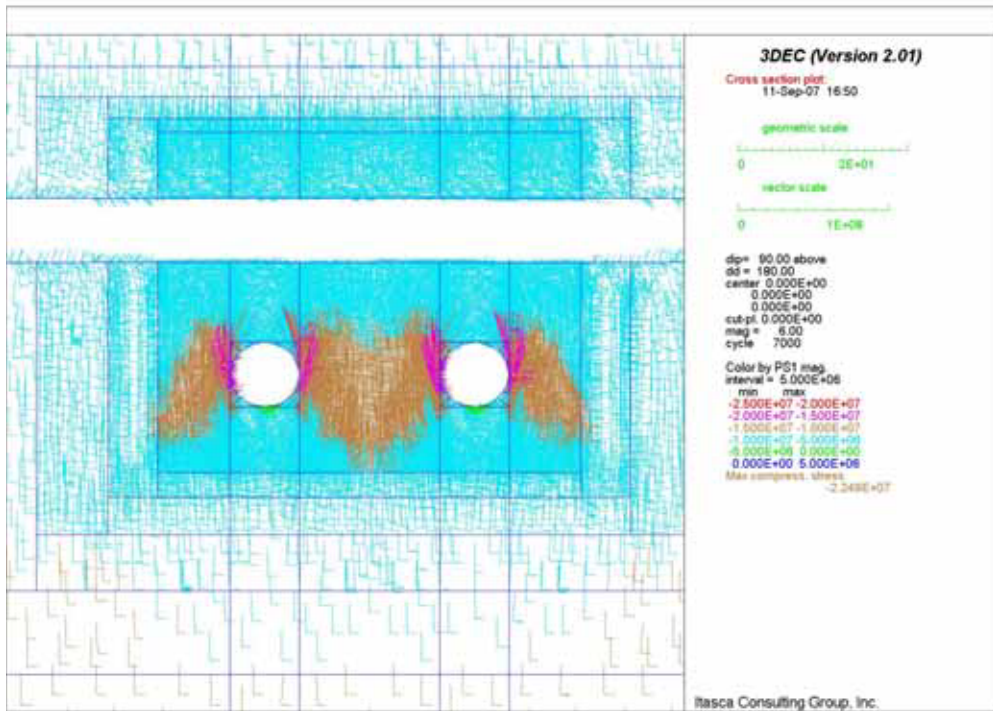 3DEC (Version 2.01)
Cross section plot:
11-Sep-07 16:50
geometric scale
0 2E+01
vector scale
0 1E+08
dip= 90.00 above
dd = 180.00
center 0.000E+00
0.000E+00
0.000E+00
cut-pl. 0.000E+00
mag = 6.00
cycle 7000
Color by PS1 mag.
interval = 5.000E+06
min max
-2.500E+07 -2.000E+07
-2.000E+07 -1.500E+07
-1.500E+07 -1.000E+07
-1.000E+07 -5.000E+06
-5.000E+06 0.000E+00
0.000E+00 5.000E+06
Max compress. stress
-2.249E+07
Itasca Consulting Group, Inc.